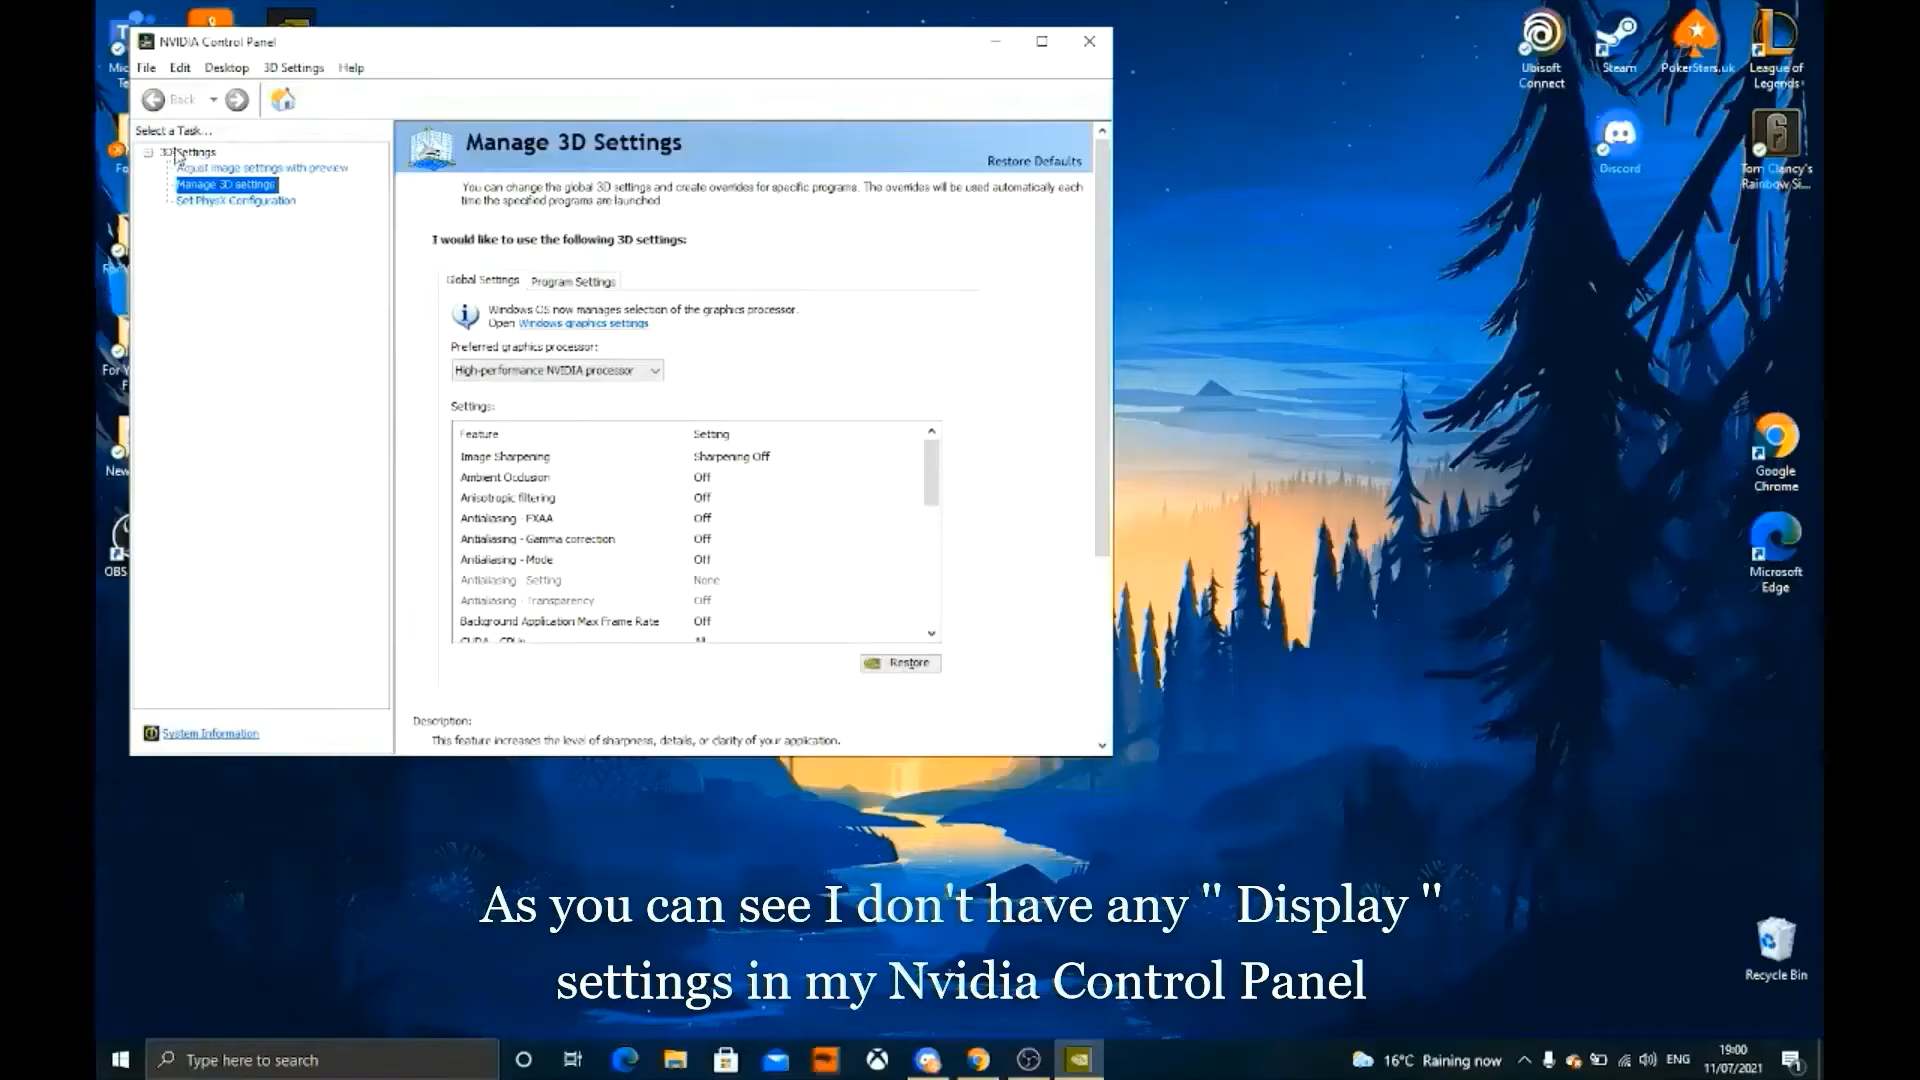 NVIDIA Control Panel
File Edit Desktop 3D Settings Help
Back
Select a Task...
3D Settings
Adjust image settings with preview
Manage 3D settings
Set PhysX Configuration
System Information
Manage 3D Settings
Restore Defaults
You can change the global 3D settings and create overrides for specific programs. The overrides will be used automatically each
time the specified programs are launched
I would like to use the following 3D settings:
Global Settings Program Settings
Windows OS now manages selection of the graphics processor.
Open Windows graphics settings
Preferred graphics processor:
High-performance NVIDIA processor
Settings:
Feature Setting
Image Sharpening Sharpening Off
Ambient Occlusion Off
Anisotropic filtering Off
Antialiasing - FXAA Off
Antialiasing - Gamma correction Off
Antialiasing - Mode Off
Antialiasing - Setting None
Antialiasing - Transparency Off
Background Application Max Frame Rate Off
CUDA - GPUs All
Restore
Description:
This feature increases the level of sharpness, details, or clarity of your application.
Mic
Te
Fo
For Y
F
New
OBS
Ubisoft
Connect
Steam
PokerStars.uk
League of
Legends
Discord
Tom Clancy's
Rainbow Si...
Google
Chrome
Microsoft
Edge
Recycle Bin
As you can see I don't have any " Display "
settings in my Nvidia Control Panel
Type here to search
16°C Raining now
ENG
19:00
11/07/2021
1